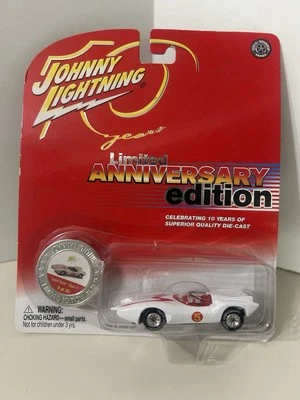 JOHNNY
LIGHTNING
years
Limited
ANNIVERSARY
edition
CELEBRATING 10 YEARS OF
SUPERIOR QUALITY DIE-CAST
5
WARNING:
CHOKING HAZARD—small parts.
Not for children under 3 yrs.